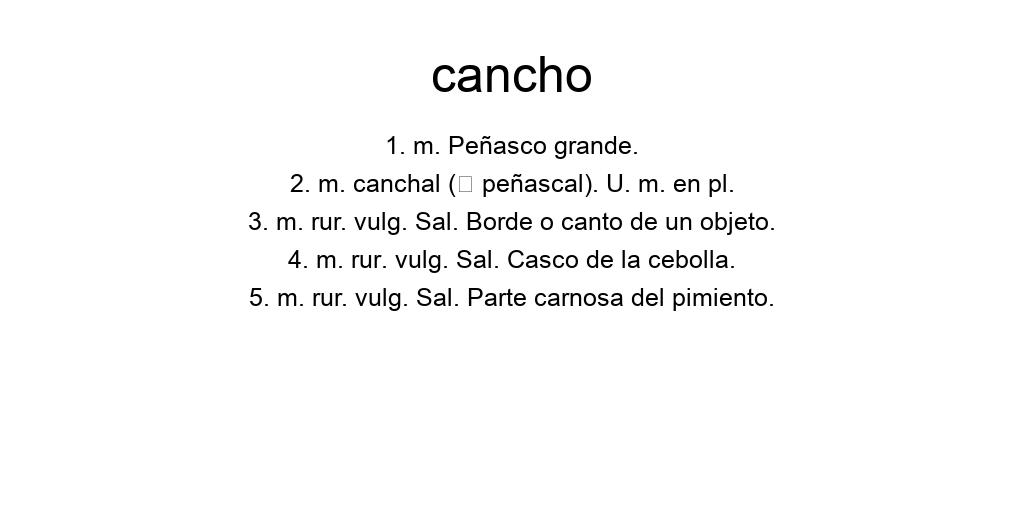 cancho
1. m. Peñasco grande.
2. m. canchal (□ peñascal). U. m. en pl.
3. m. rur. vulg. Sal. Borde o canto de un objeto.
4. m. rur. vulg. Sal. Casco de la cebolla.
5. m. rur. vulg. Sal. Parte carnosa del pimiento.